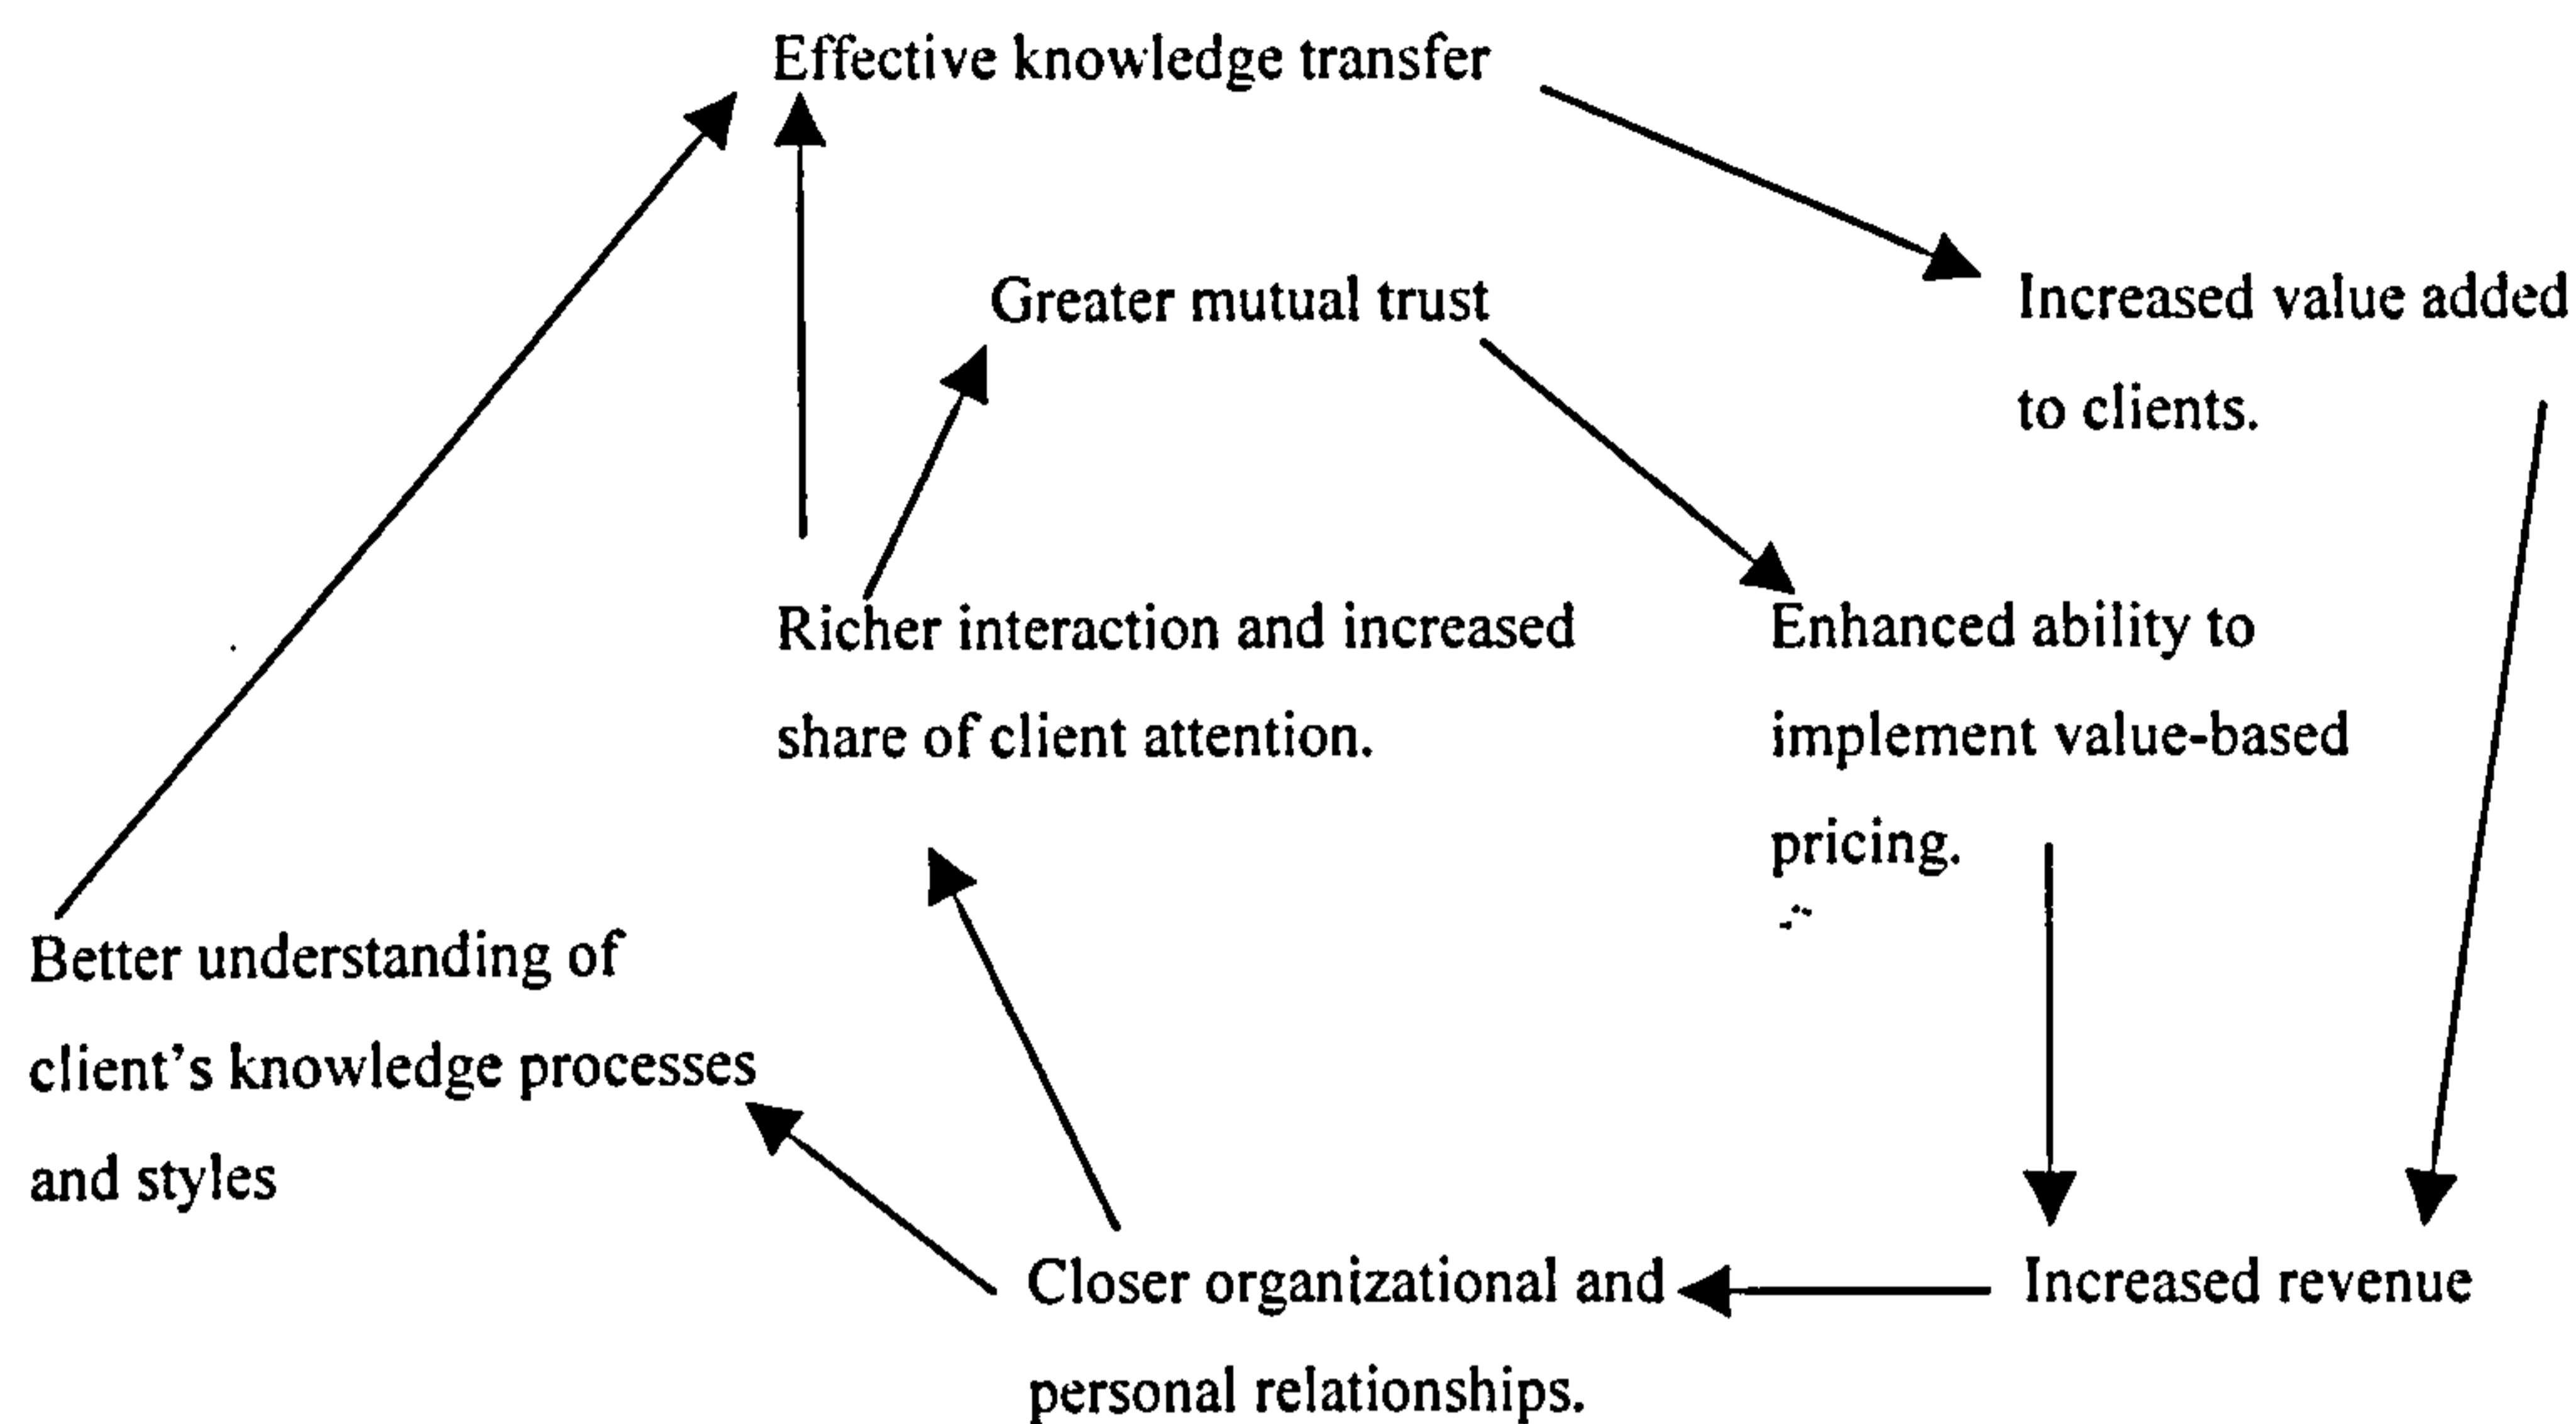 Effective knowledge transfer
Greater mutual trust
Increased value added
to clients.
Richer interaction and increased
share of client attention.
Enhanced ability to
implement value-based
pricing.
Better understanding of
client's knowledge processes
and styles
Closer organizational and
personal relationships.
Increased revenue